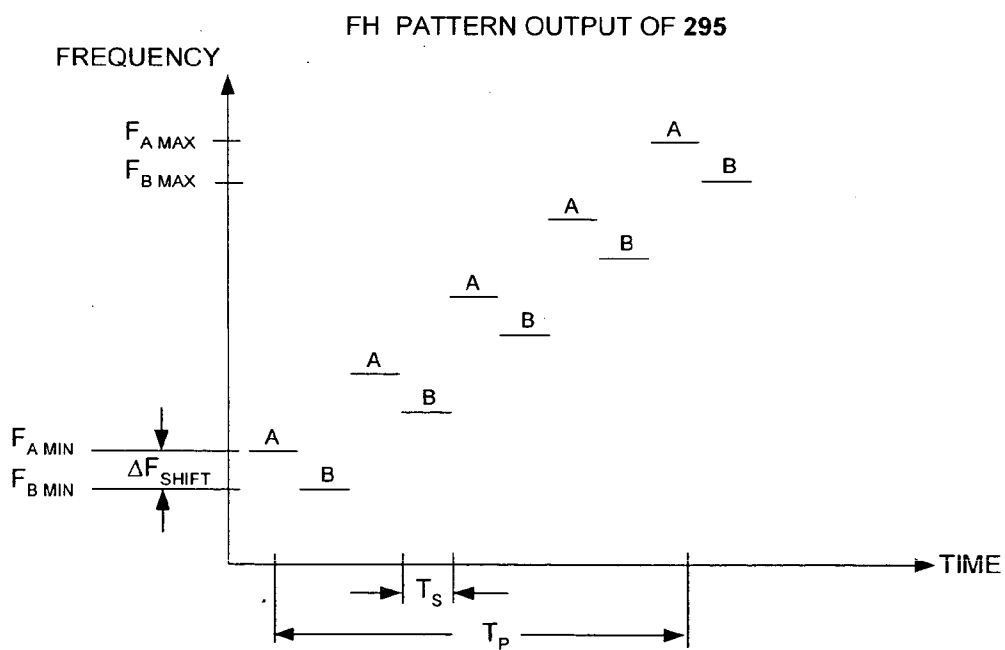 FH PATTERN OUTPUT OF 295
FREQUENCY
F A MAX
F B MAX
A
B
A
B
A
B
A
B
A
B
F A MIN
ΔF SHIFT
F B MIN
TIME
T S
T P